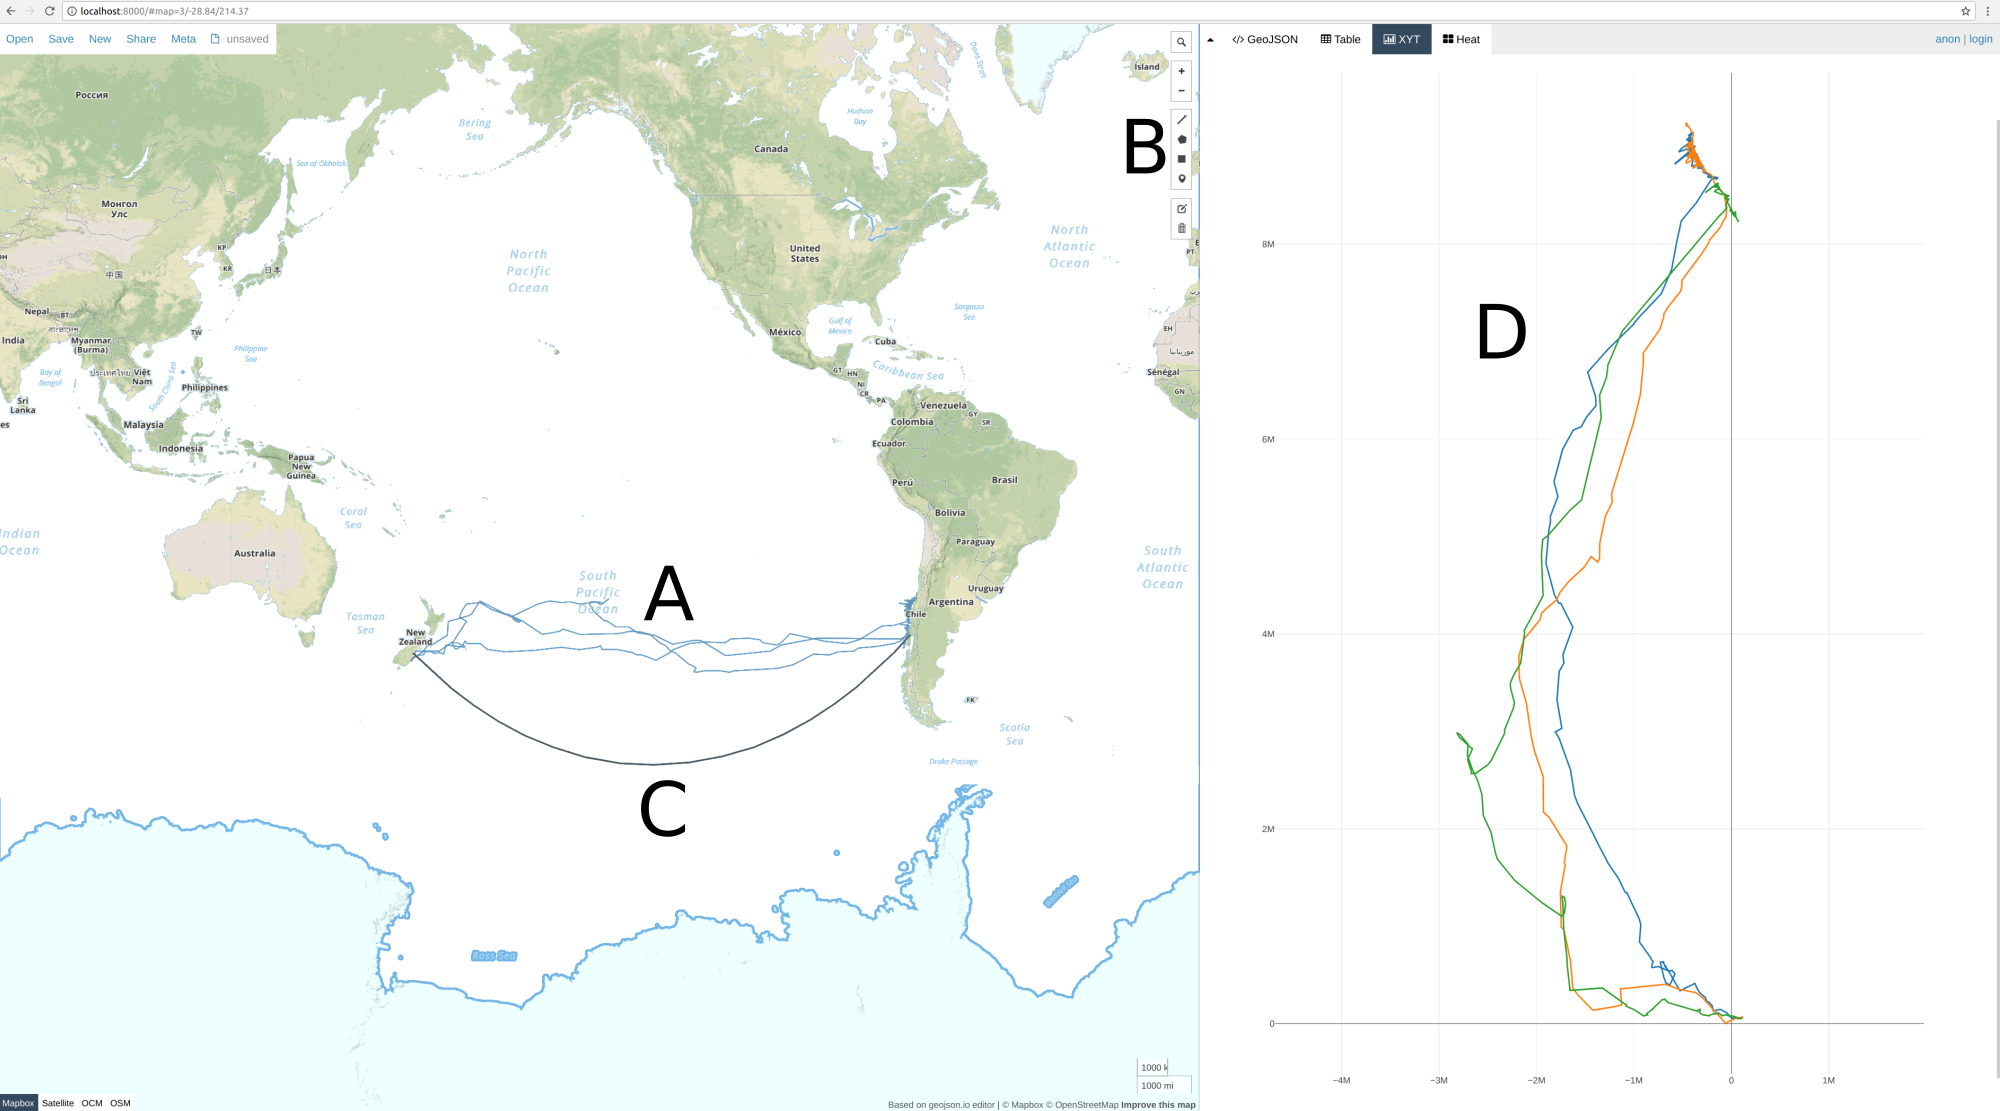 localhost:8000/#map=3/-28.84/214.37
Open Save New Share Meta unsaved
</> GeoJSON Table XYT Heat anon | login
Ísland
Davis Strait
Россия
Bering
Sea
Hudson
Bay
Canada
B
Sea of Okhotsk
Монгол
Улс
North
Pacific
Ocean
United
States
North
Atlantic
Ocean
KP
KR
日本
中国
PT
Nepal
BT
বাংলাদেশ
India
Myanmar
(Burma)
TW
Philippine
Sea
México
Gulf of
Mexico
Sargasso
Sea
Cuba
EH
موريتانيا
Bay of
Bengal
ประเทศไทย
Việt
Nam
South China Sea
Philippines
GT
HN
NI
CR
PA
Caribbean Sea
Sénégal
GN
Sri
Lanka
Malaysia
Indonesia
Venezuela
GY
SR
Colombia
Ecuador
Papua
New
Guinea
Perú
Brasil
Bolivia
Coral
Sea
Indian
Ocean
Australia
Paraguay
South
Atlantic
Ocean
South
Pacific
Ocean
A
Uruguay
Argentina
Chile
Tasman
Sea
New
Zealand
FK
Scotia
Sea
Drake Passage
C
Ross Sea
1000 k
1000 mi
Mapbox Satellite OCM OSM
Based on geojson.io editor | © Mapbox © OpenStreetMap Improve this map
D
8M
6M
4M
2M
0
−4M −3M −2M −1M 0 1M